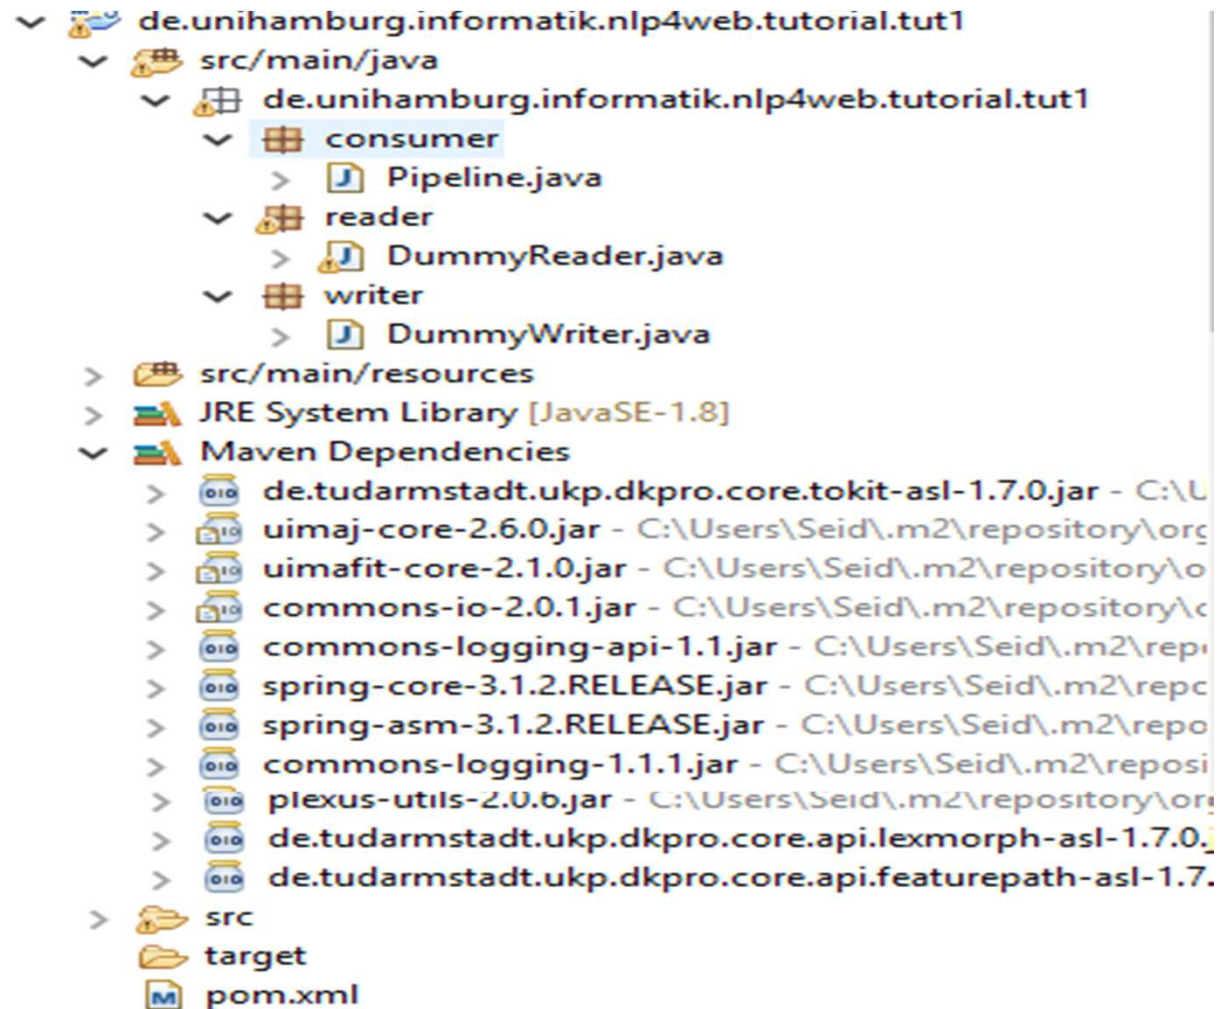 de.unihamburg.informatik.nlp4web.tutorial.tut1
src/main/java
de.unihamburg.informatik.nlp4web.tutorial.tut1
consumer
Pipeline.java
reader
DummyReader.java
writer
DummyWriter.java
src/main/resources
JRE System Library [JavaSE-1.8]
Maven Dependencies
de.tudarmstadt.ukp.dkpro.core.tokit-asl-1.7.0.jar - C:\U
uimaj-core-2.6.0.jar - C:\Users\Seid\.m2\repository\org
uimafit-core-2.1.0.jar - C:\Users\Seid\.m2\repository\o
commons-io-2.0.1.jar - C:\Users\Seid\.m2\repository\c
commons-logging-api-1.1.jar - C:\Users\Seid\.m2\rep
spring-core-3.1.2.RELEASE.jar - C:\Users\Seid\.m2\repc
spring-asm-3.1.2.RELEASE.jar - C:\Users\Seid\.m2\repo
commons-logging-1.1.1.jar - C:\Users\Seid\.m2\reposi
plexus-utils-2.0.6.jar - C:\Users\Seid\.m2\repository\org
de.tudarmstadt.ukp.dkpro.core.api.lexmorph-asl-1.7.0.j
de.tudarmstadt.ukp.dkpro.core.api.featurepath-asl-1.7.
src
target
pom.xml